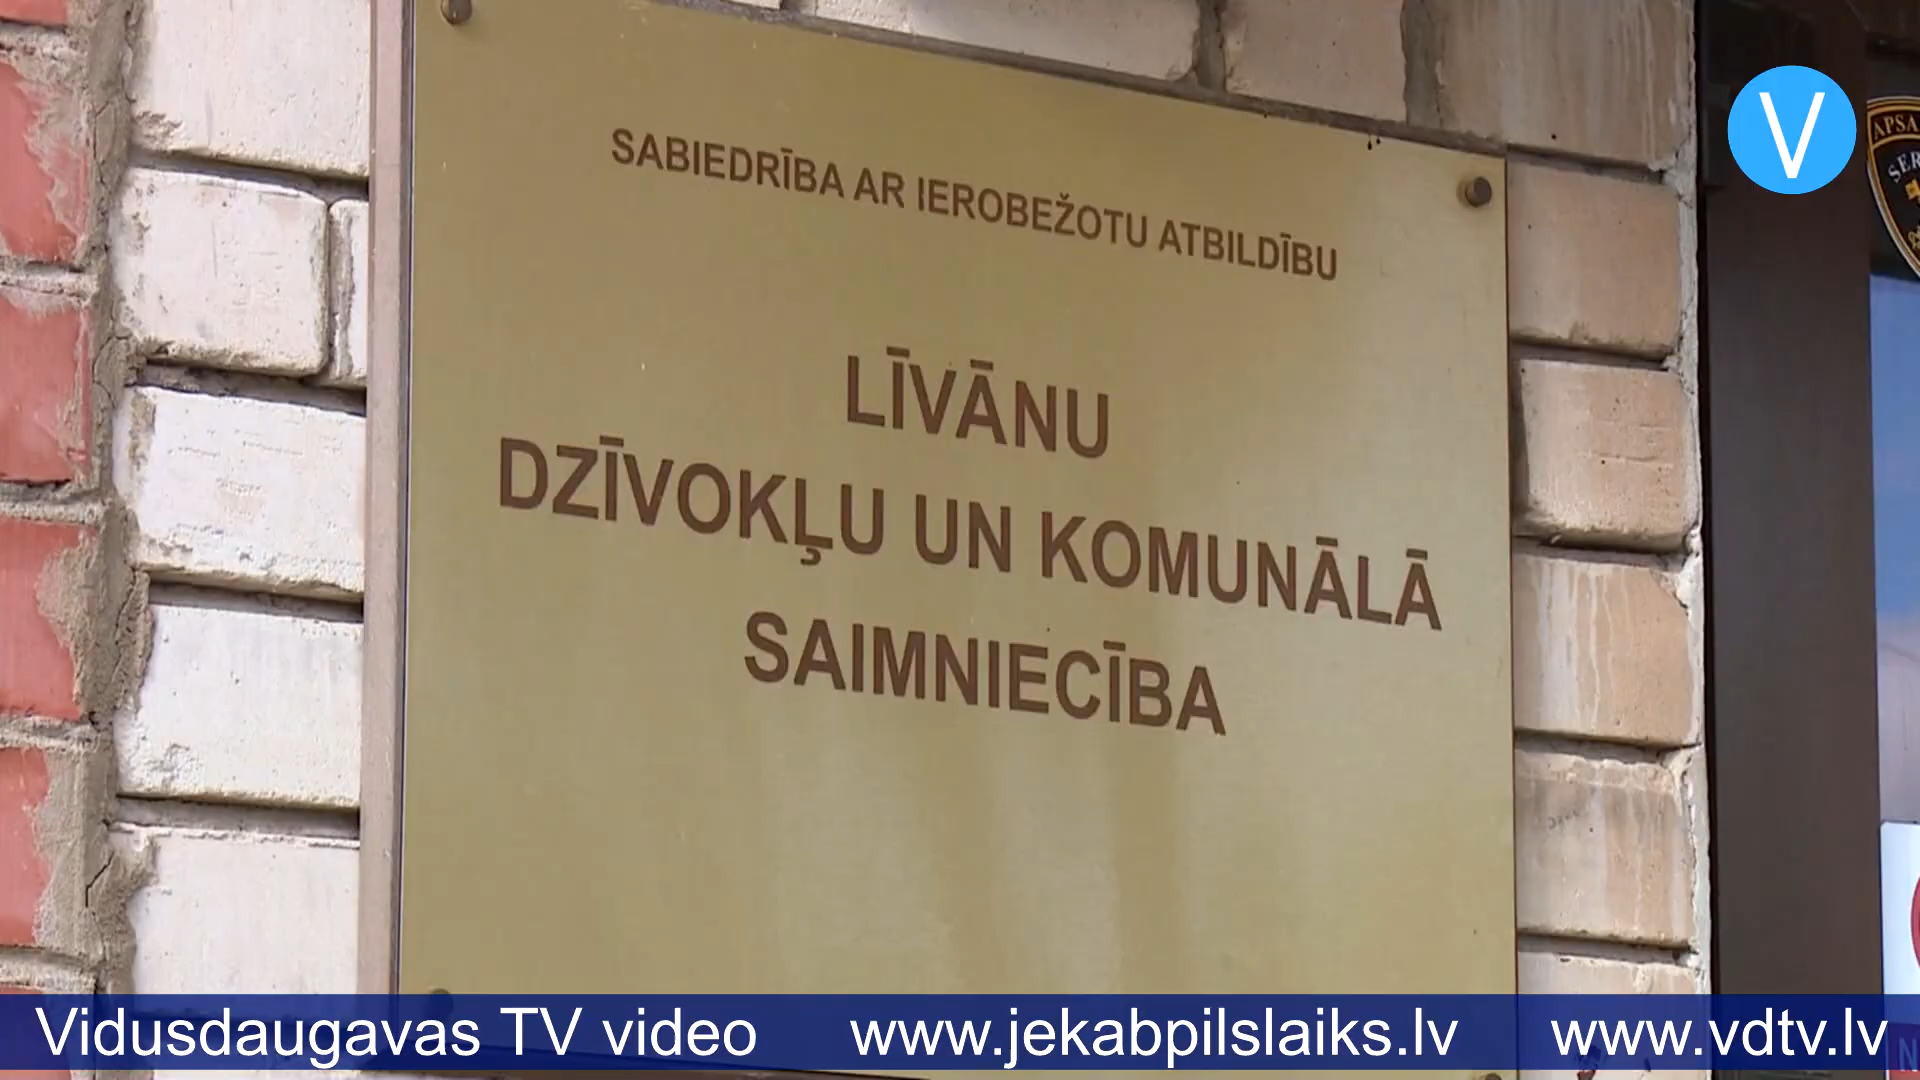 SABIEDRĪBA AR IEROBEŽOTU ATBILDĪBU
LĪVĀNU
DZĪVOKĻU UN KOMUNĀLĀ
SAIMNIECĪBA
V
Vidusdaugavas TV video www.jekabpilslaiks.lv www.vdtv.lv